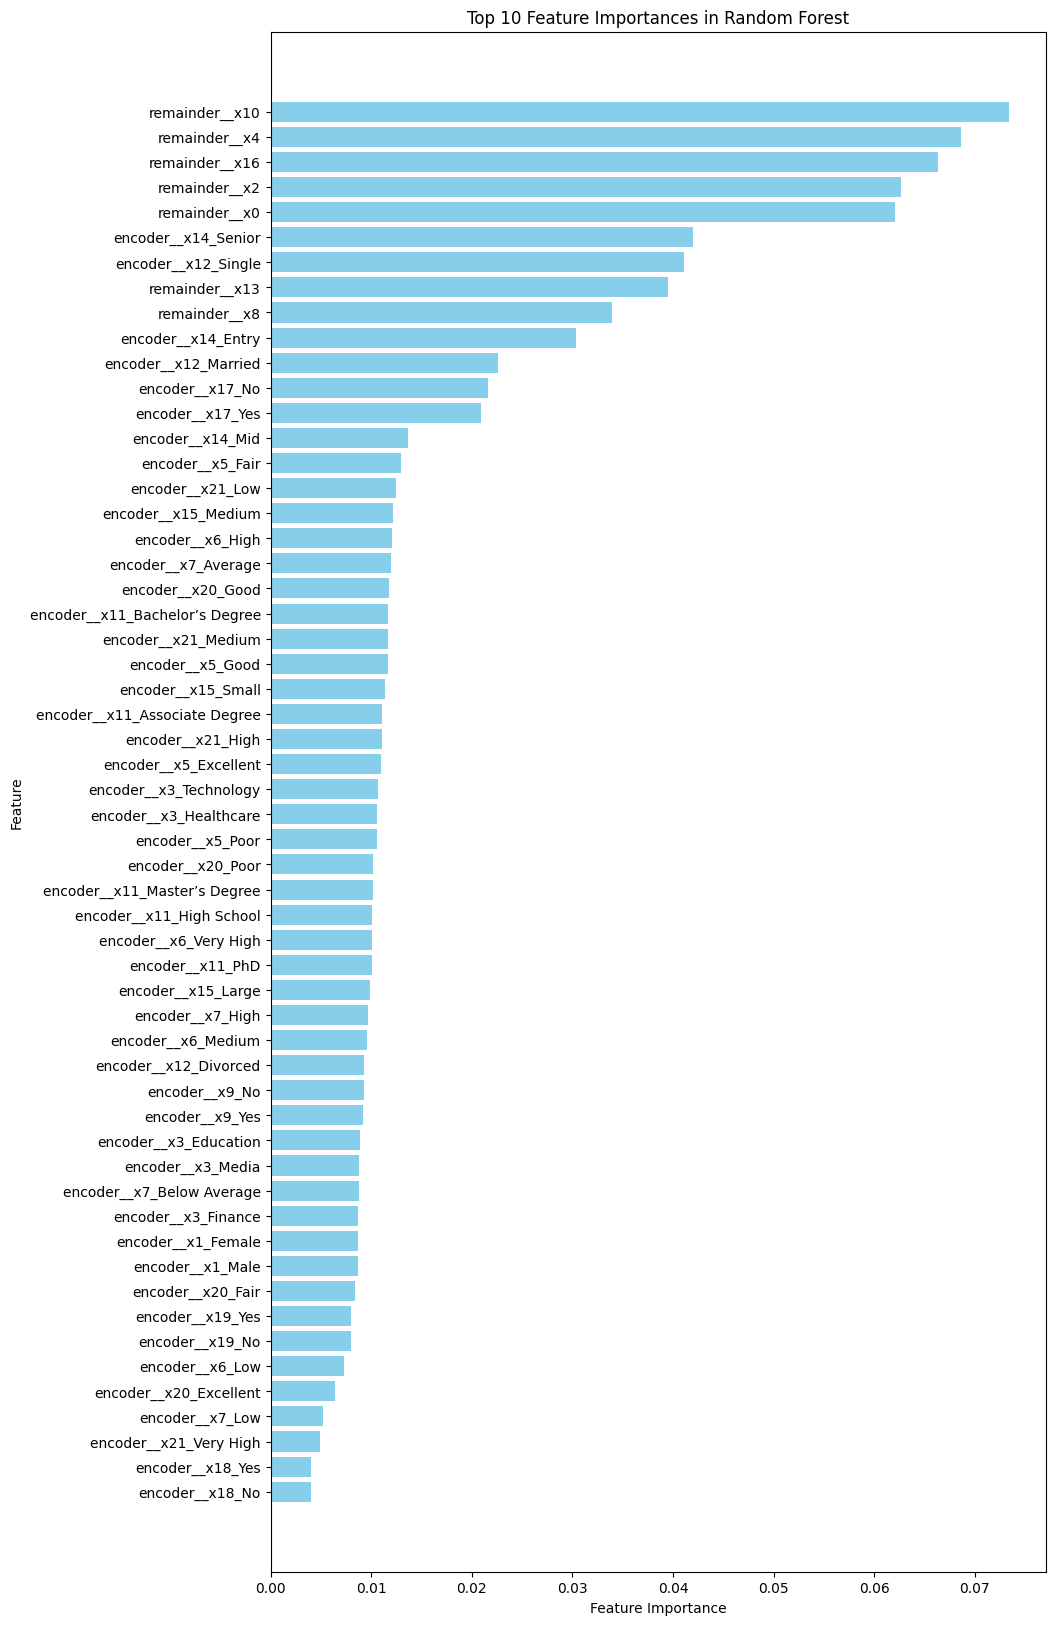 Top 10 Feature Importances in Random Forest
remainder__x10
remainder__x4
remainder__x16
remainder__x2
remainder__x0
encoder__x14_Senior
encoder__x12_Single
remainder__x13
remainder__x8
encoder__x14_Entry
encoder__x12_Married
encoder__x17_No
encoder__x17_Yes
encoder__x14_Mid
encoder__x5_Fair
encoder__x21_Low
encoder__x15_Medium
encoder__x6_High
encoder__x7_Average
encoder__x20_Good
encoder__x11_Bachelor’s Degree
encoder__x21_Medium
encoder__x5_Good
encoder__x15_Small
encoder__x11_Associate Degree
encoder__x21_High
encoder__x5_Excellent
encoder__x3_Technology
encoder__x3_Healthcare
encoder__x5_Poor
encoder__x20_Poor
encoder__x11_Master’s Degree
encoder__x11_High School
encoder__x6_Very High
encoder__x11_PhD
encoder__x15_Large
encoder__x7_High
encoder__x6_Medium
encoder__x12_Divorced
encoder__x9_No
encoder__x9_Yes
encoder__x3_Education
encoder__x3_Media
encoder__x7_Below Average
encoder__x3_Finance
encoder__x1_Female
encoder__x1_Male
encoder__x20_Fair
encoder__x19_Yes
encoder__x19_No
encoder__x6_Low
encoder__x20_Excellent
encoder__x7_Low
encoder__x21_Very High
encoder__x18_Yes
encoder__x18_No
Feature
0.00 0.01 0.02 0.03 0.04 0.05 0.06 0.07
Feature Importance